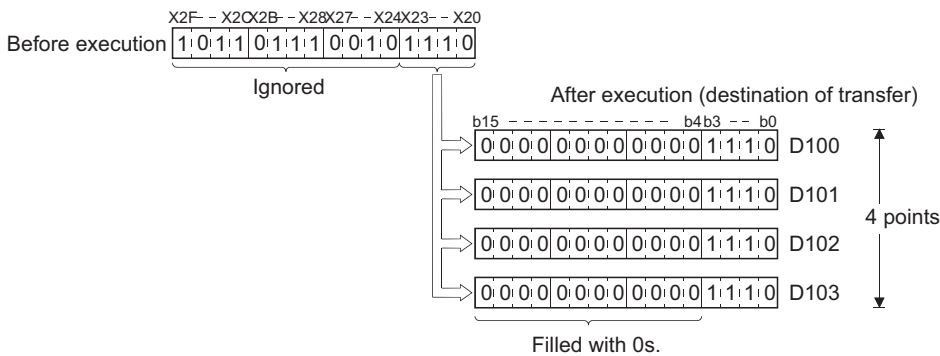 X2F - - X2C X2B - - X28 X27 - - X24 X23 - - X20
Before execution 1 0 1 1 0 1 1 1 0 0 1 0 1 1 1 0
Ignored
After execution (destination of transfer)
b15 - - - - - - - - - - - - b4 b3 - - b0
0 0 0 0 0 0 0 0 0 0 0 0 1 1 1 0 D100
0 0 0 0 0 0 0 0 0 0 0 0 1 1 1 0 D101
4 points
0 0 0 0 0 0 0 0 0 0 0 0 1 1 1 0 D102
0 0 0 0 0 0 0 0 0 0 0 0 1 1 1 0 D103
Filled with 0s.